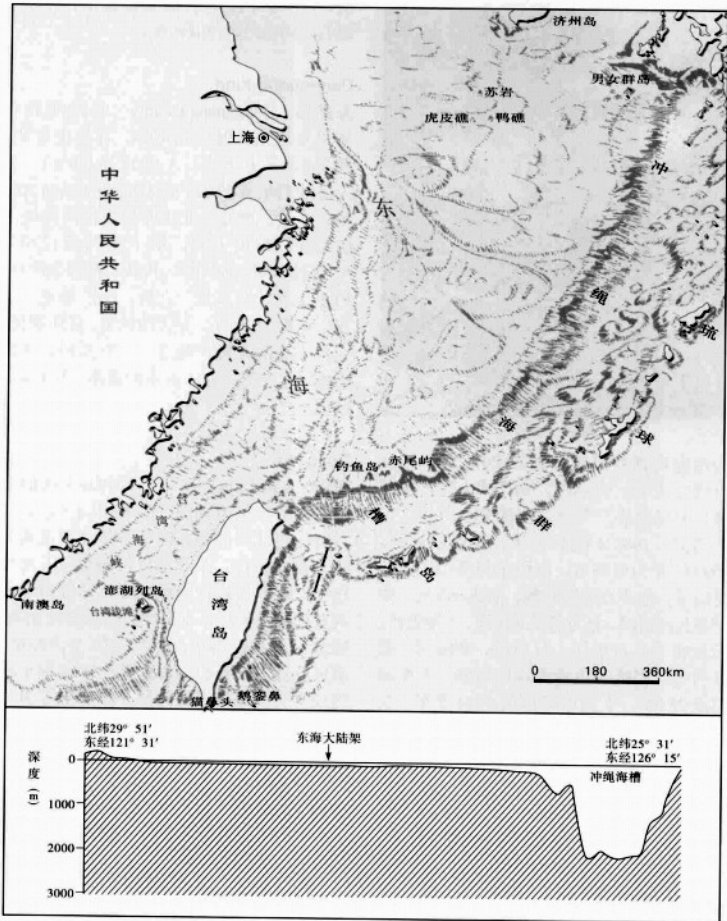 济州岛
男女群岛
苏岩
虎皮礁
鸭礁
上海
中华人民共和国
东海
冲绳海槽
琉球群岛
钓鱼岛
赤尾屿
台湾海峡
南澳岛
澎湖列岛
台湾浅滩
台湾岛
猫鼻头
鹅銮鼻
0 180 360km
北纬29° 51′
东经121° 31′
东海大陆架
北纬25° 31′
东经126° 15′
冲绳海槽
深度(m)
0
1000
2000
3000